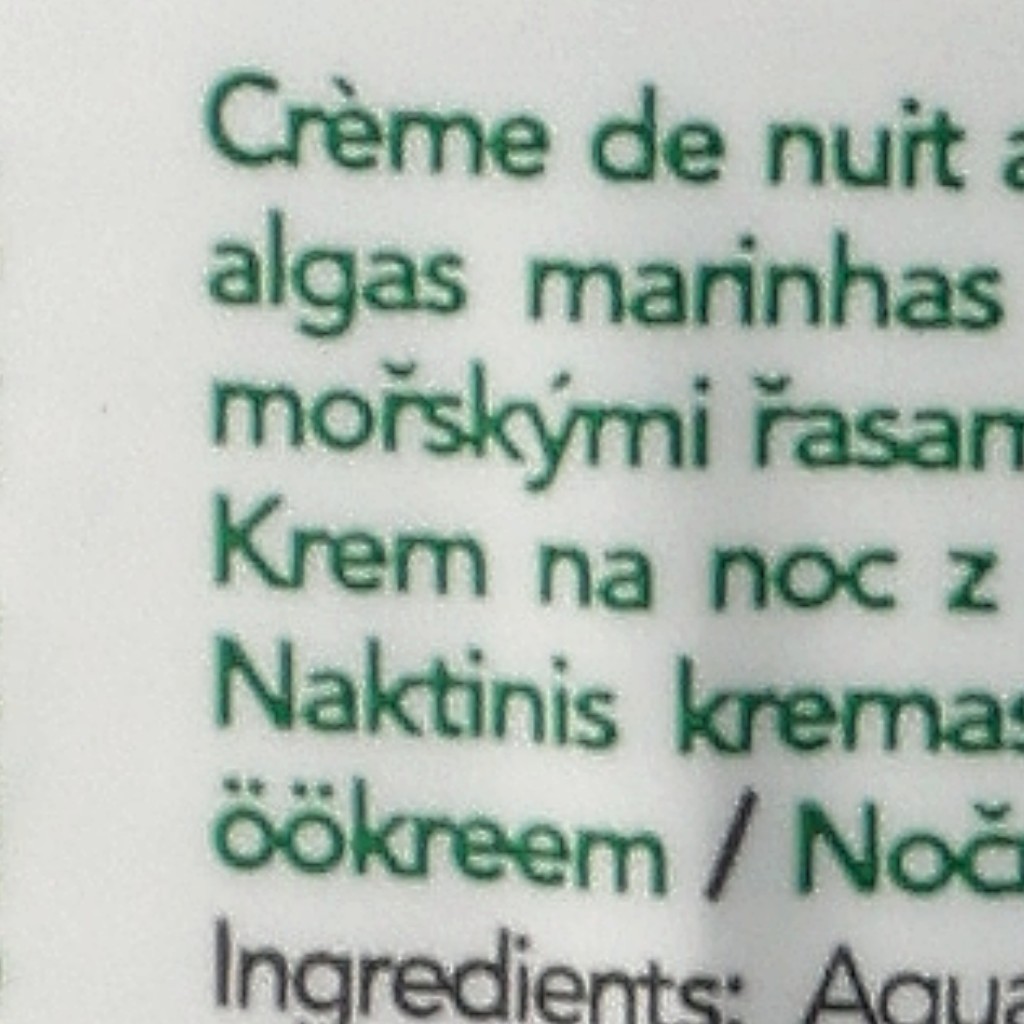 Crème de nuit a
algas marinhas
mořskými řasam
Krem na noc z
Naktinis kremas
öökreem / Noč
Ingredients: Aqua